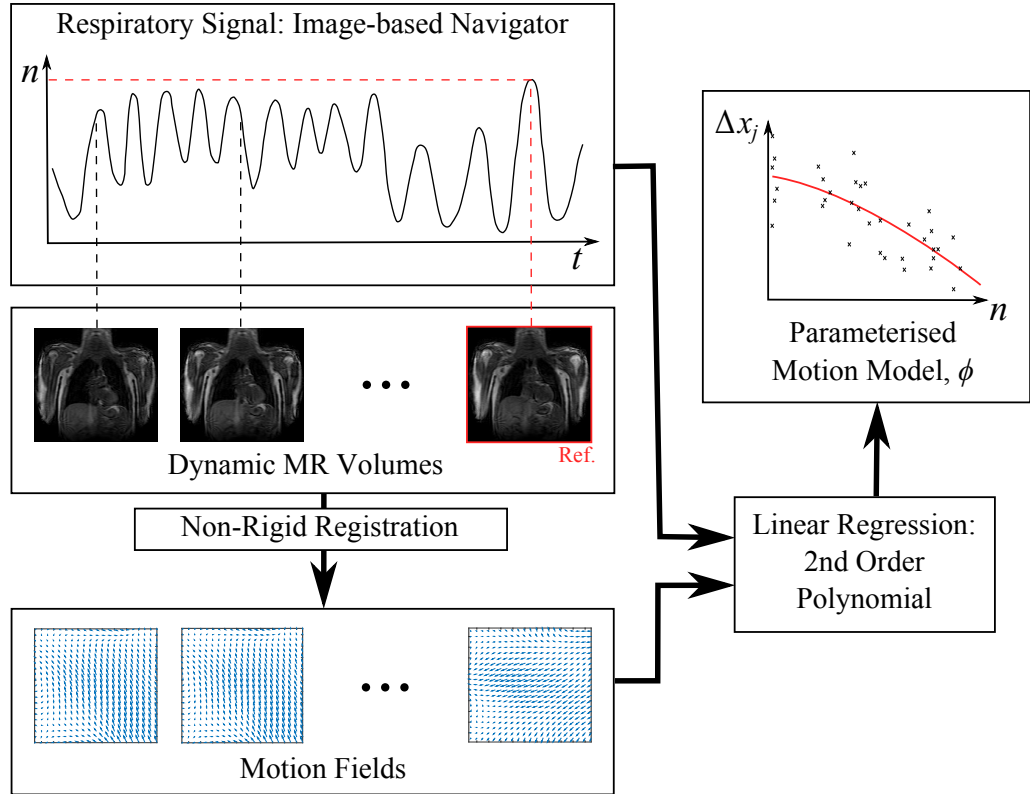 Respiratory Signal: Image-based Navigator
n
t
Dynamic MR Volumes
Ref.
Non-Rigid Registration
Motion Fields
Δx_j
n
Parameterised
Motion Model, ϕ
Linear Regression:
2nd Order
Polynomial